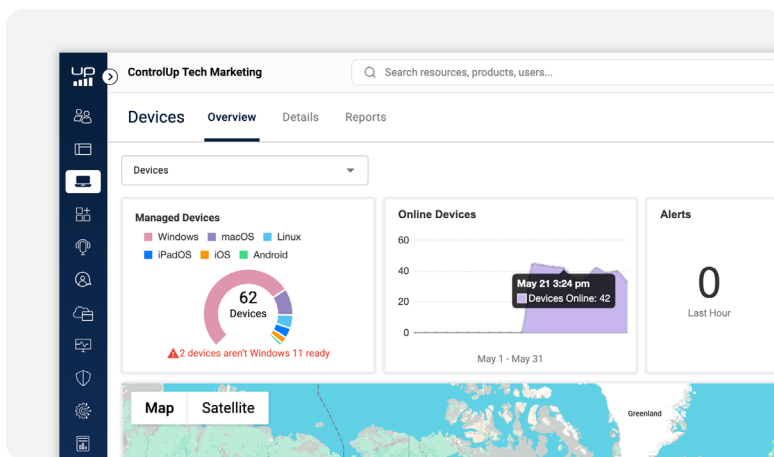 UP
ControlUp Tech Marketing
Search resources, products, users...
Devices Overview Details Reports
Devices
Managed Devices
Windows macOS Linux
iPadOS iOS Android
62
Devices
2 devices aren't Windows 11 ready
Online Devices
60
40
20
0
May 21 3:24 pm
Devices Online: 42
May 1 - May 31
Alerts
0
Last Hour
Map Satellite
Greenland